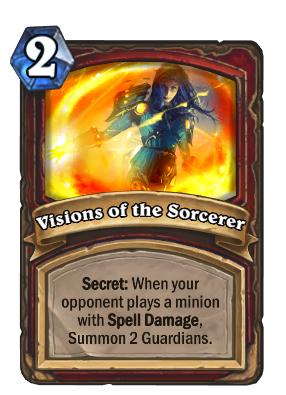 2
Visions of the Sorcerer
Secret: When your
opponent plays a minion
with Spell Damage,
Summon 2 Guardians.